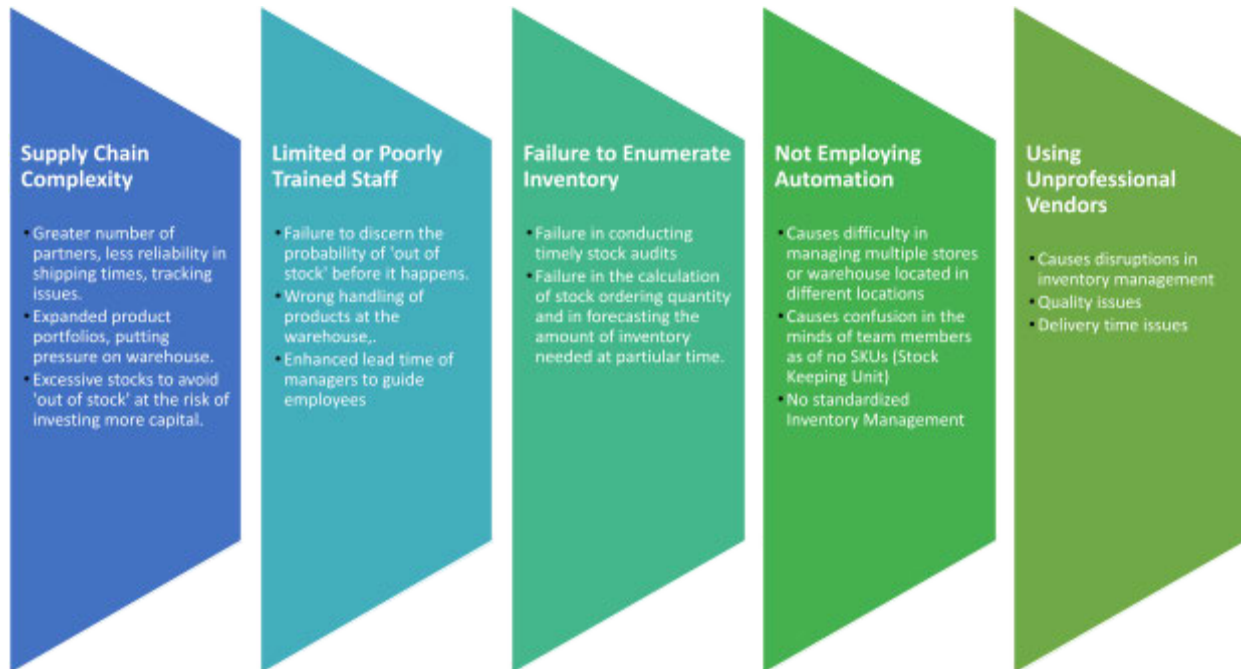 Supply Chain
Complexity
• Greater number of
partners, less reliability in
shipping times, tracking
issues.
• Expanded product
portfolios, putting
pressure on warehouse.
• Excessive stocks to avoid
'out of stock' at the risk of
investing more capital.
Limited or Poorly
Trained Staff
• Failure to discern the
probability of 'out of
stock' before it happens.
• Wrong handling of
products at the
warehouse,.
• Enhanced lead time of
managers to guide
employees
Failure to Enumerate
Inventory
• Failure in conducting
timely stock audits
• Failure in the calculation
of stock ordering quantity
and in forecasting the
amount of inventory
needed at partiular time.
Not Employing
Automation
• Causes difficulty in
managing multiple stores
or warehouse located in
different locations
• Causes confusion in the
minds of team members
as of no SKUs (Stock
Keeping Unit)
• No standardized
Inventory Management
Using
Unprofessional
Vendors
• Causes disruptions in
inventory management
• Quality issues
• Delivery time issues